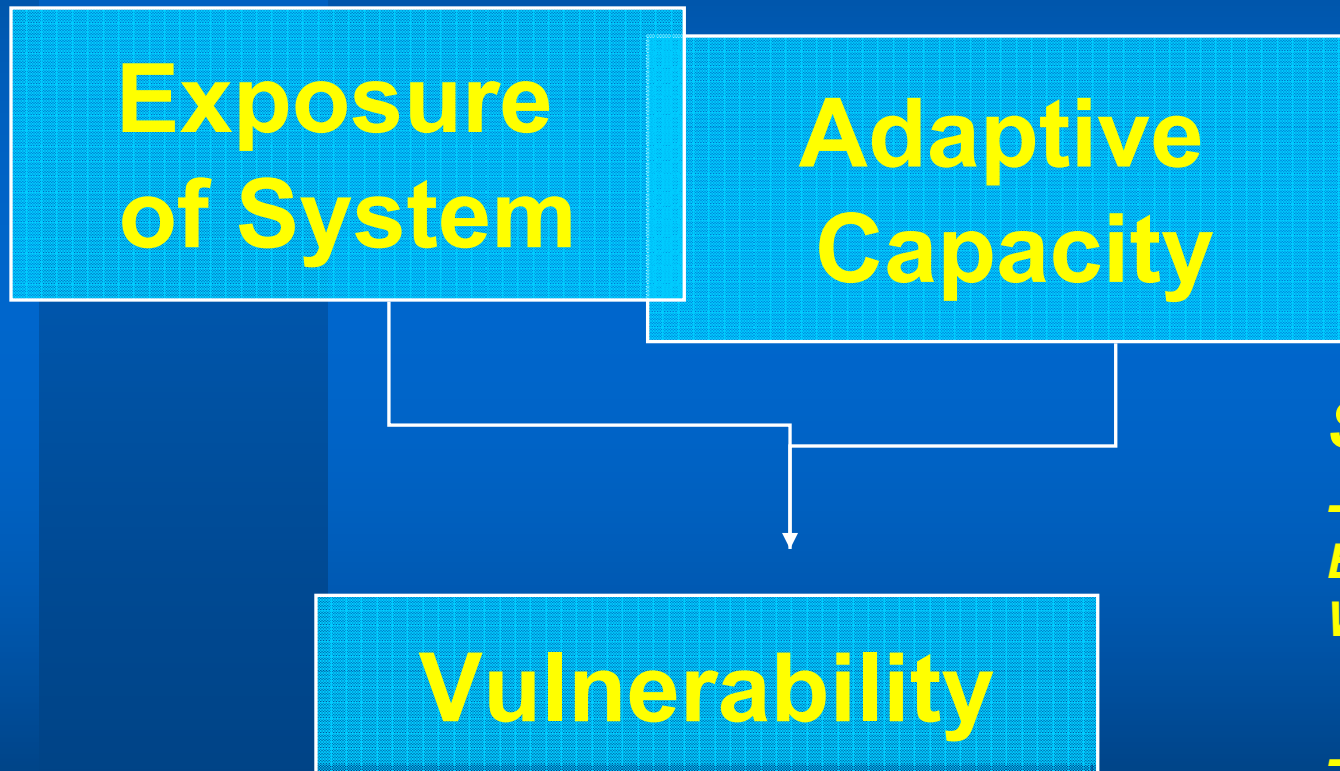 Exposure
of System
Adaptive
Capacity
Vulnerability